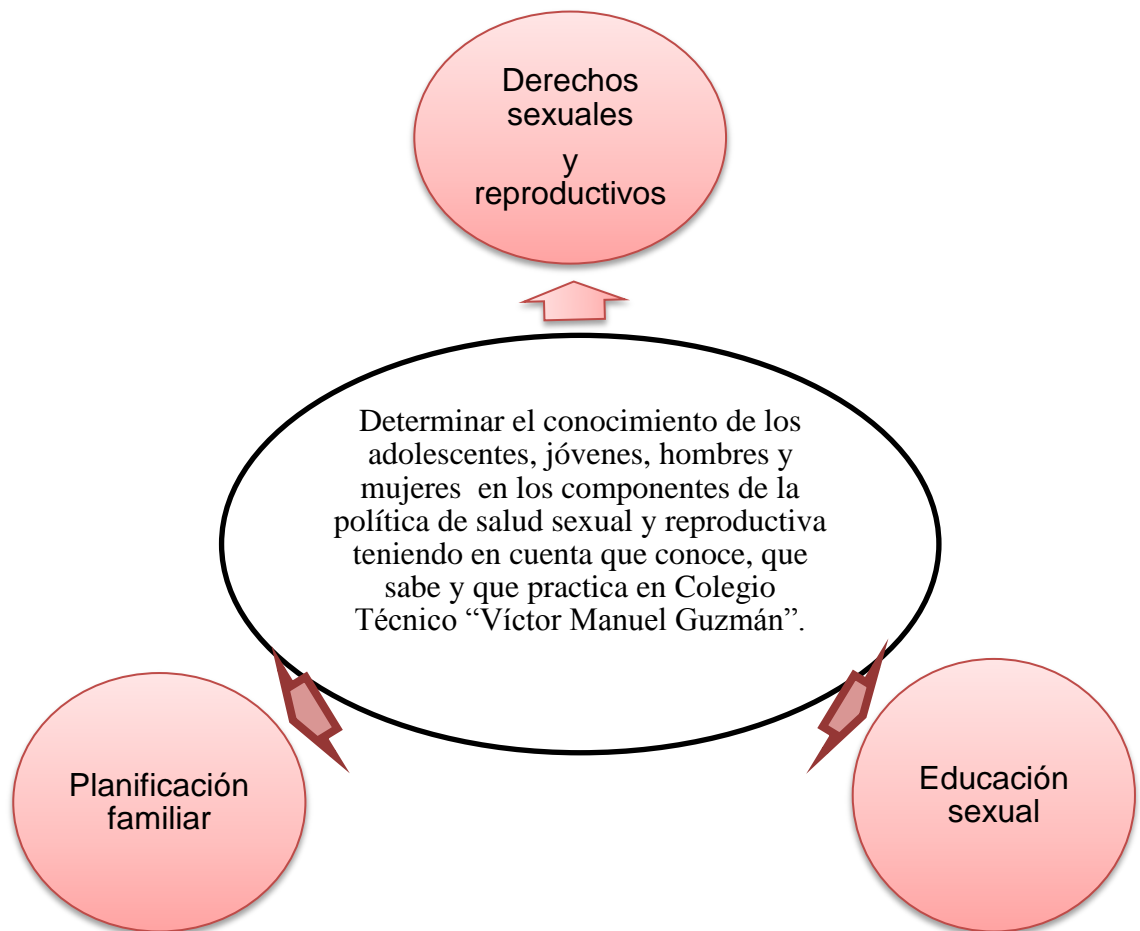 Derechos
sexuales
y
reproductivos
Determinar el conocimiento de los
adolescentes, jóvenes, hombres y
mujeres en los componentes de la
política de salud sexual y reproductiva
teniendo en cuenta que conoce, que
sabe y que practica en Colegio
Técnico “Víctor Manuel Guzmán”.
Planificación
familiar
Educación
sexual